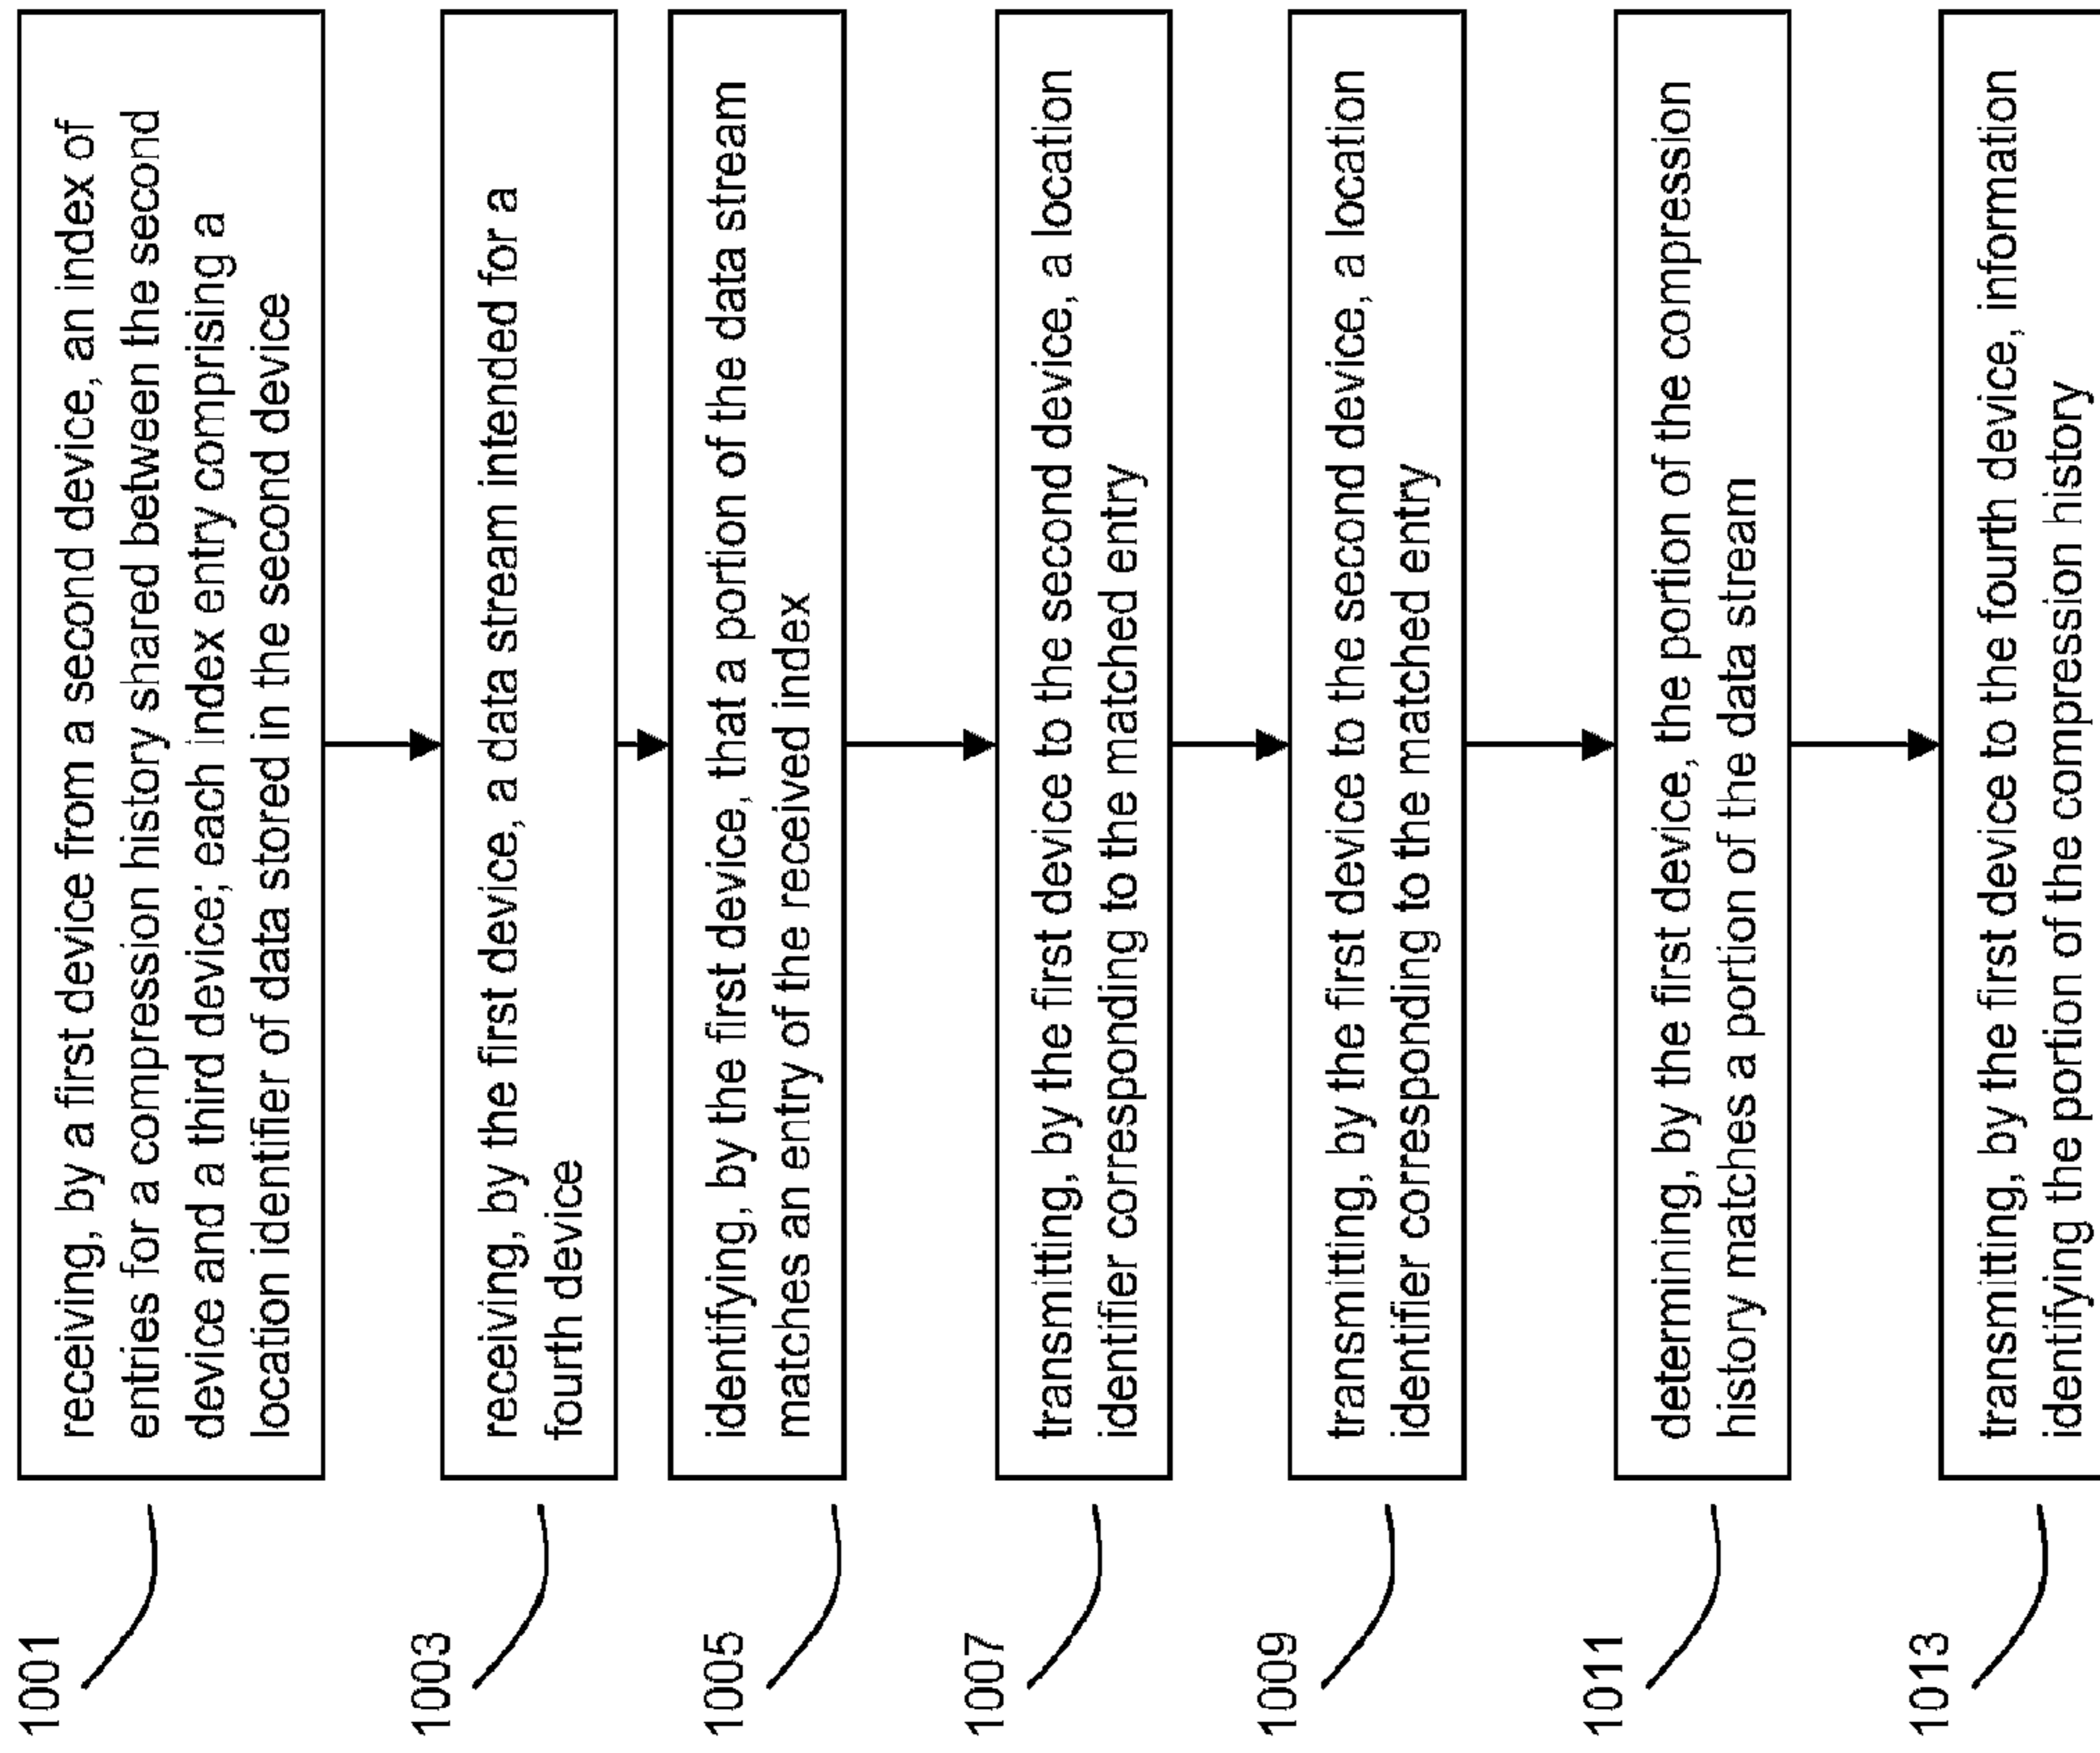 1001
receiving, by a first device from a second device, an index of
entries for a compression history shared between the second
device and a third device; each index entry comprising a
location identifier of data stored in the second device
1003
receiving, by the first device, a data stream intended for a
fourth device
1005
identifying, by the first device, that a portion of the data stream
matches an entry of the received index
1007
transmitting, by the first device to the second device, a location
identifier corresponding to the matched entry
1009
transmitting, by the first device to the second device, a location
identifier corresponding to the matched entry
1011
determining, by the first device, the portion of the compression
history matches a portion of the data stream
1013
transmitting, by the first device to the fourth device, information
identifying the portion of the compression history